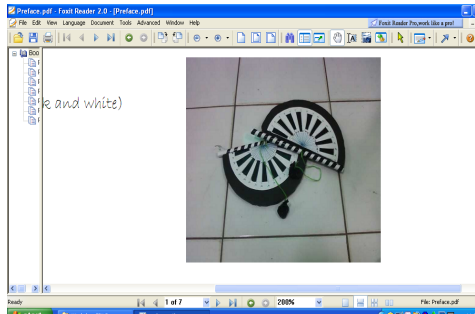 Preface.pdf - Foxit Reader 2.0 - [Preface.pdf]
File Edit View Language Document Tools Advanced Window Help
Foxit Reader Pro,work like a pro!
Boo
k and white)
Ready
1 of 7
200%
File: Preface.pdf